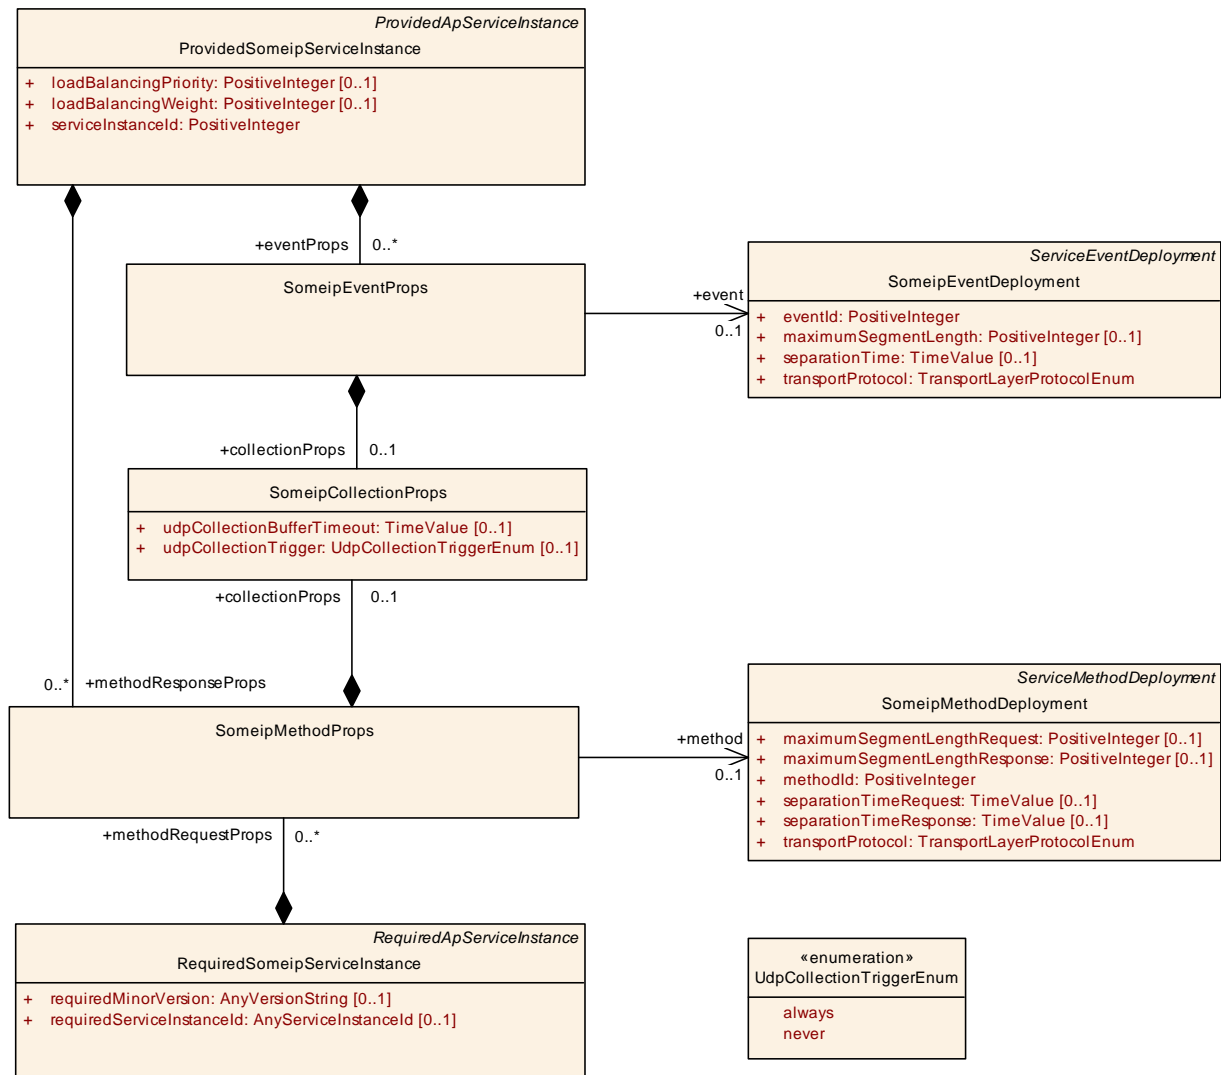 ProvidedApServiceInstance
ProvidedSomeipServiceInstance
+ loadBalancingPriority: PositiveInteger [0..1]
+ loadBalancingWeight: PositiveInteger [0..1]
+ serviceInstanceId: PositiveInteger
+eventProps 0..*
SomeipEventProps
+event
0..1
ServiceEventDeployment
SomeipEventDeployment
+ eventId: PositiveInteger
+ maximumSegmentLength: PositiveInteger [0..1]
+ separationTime: TimeValue [0..1]
+ transportProtocol: TransportLayerProtocolEnum
+collectionProps 0..1
SomeipCollectionProps
+ udpCollectionBufferTimeout: TimeValue [0..1]
+ udpCollectionTrigger: UdpCollectionTriggerEnum [0..1]
+collectionProps 0..1
0..* +methodResponseProps
SomeipMethodProps
+method
0..1
ServiceMethodDeployment
SomeipMethodDeployment
+ maximumSegmentLengthRequest: PositiveInteger [0..1]
+ maximumSegmentLengthResponse: PositiveInteger [0..1]
+ methodId: PositiveInteger
+ separationTimeRequest: TimeValue [0..1]
+ separationTimeResponse: TimeValue [0..1]
+ transportProtocol: TransportLayerProtocolEnum
+methodRequestProps 0..*
RequiredApServiceInstance
RequiredSomeipServiceInstance
+ requiredMinorVersion: AnyVersionString [0..1]
+ requiredServiceInstanceId: AnyServiceInstanceId [0..1]
«enumeration»
UdpCollectionTriggerEnum
always
never